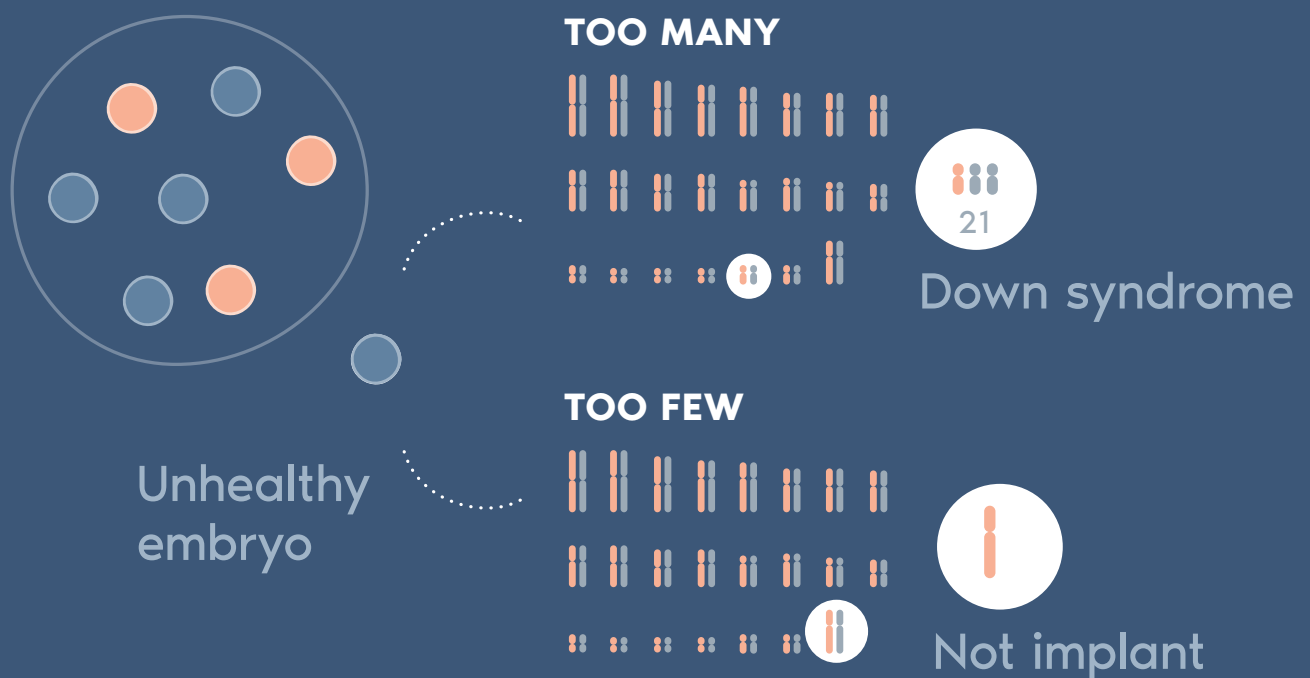 TOO MANY
21
Down syndrome
TOO FEW
Unhealthy
embryo
Not implant